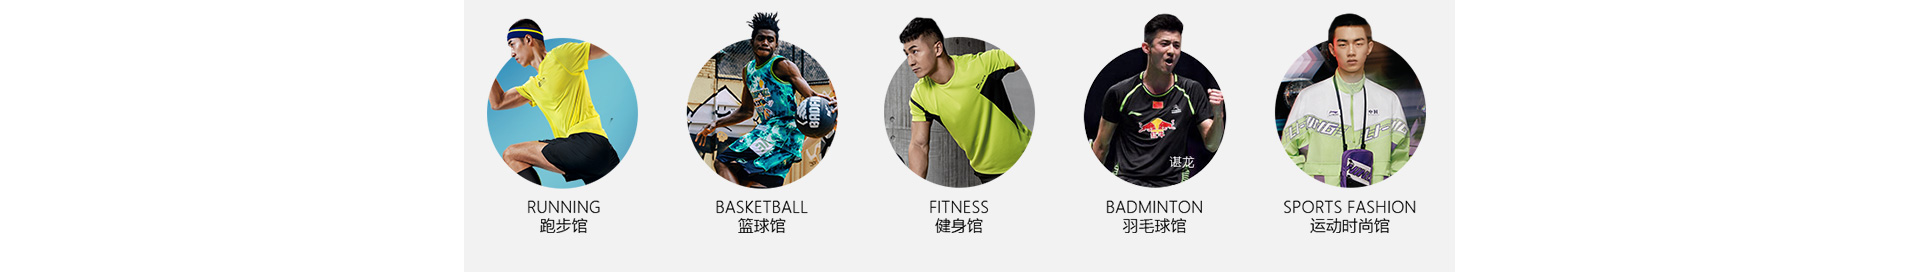 谌龙
RUNNING
BASKETBALL
FITNESS
BADMINTON
SPORTS FASHION
跑步馆
篮球馆
健身馆
羽毛球馆
运动时尚馆